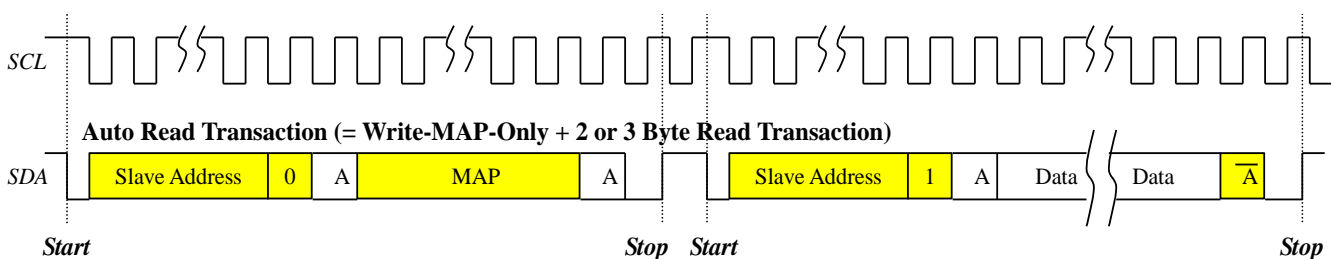 SCL
Auto Read Transaction (= Write-MAP-Only + 2 or 3 Byte Read Transaction)
SDA Slave Address 0 A MAP A Slave Address 1 A Data Data A̅
Start Stop Start Stop